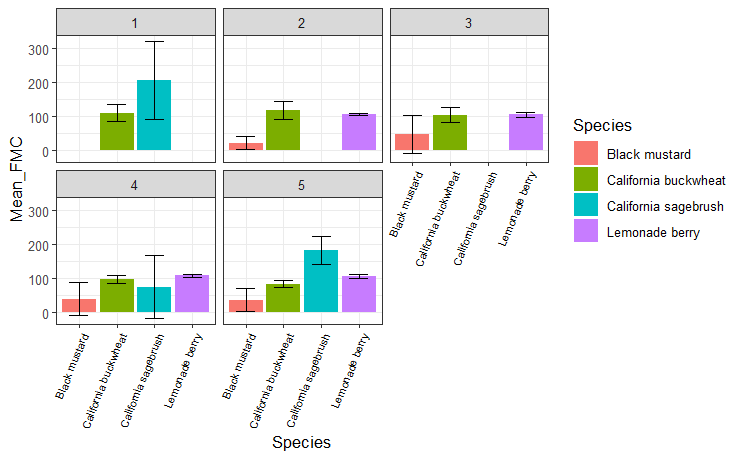 1
2
3
300
200
100
0
Mean_FMC
4
5
300
200
100
0
Black mustard
California buckwheat
California sagebrush
Lemonade berry
Black mustard
California buckwheat
California sagebrush
Lemonade berry
Black mustard
California buckwheat
California sagebrush
Lemonade berry
Species
Species
Black mustard
California buckwheat
California sagebrush
Lemonade berry